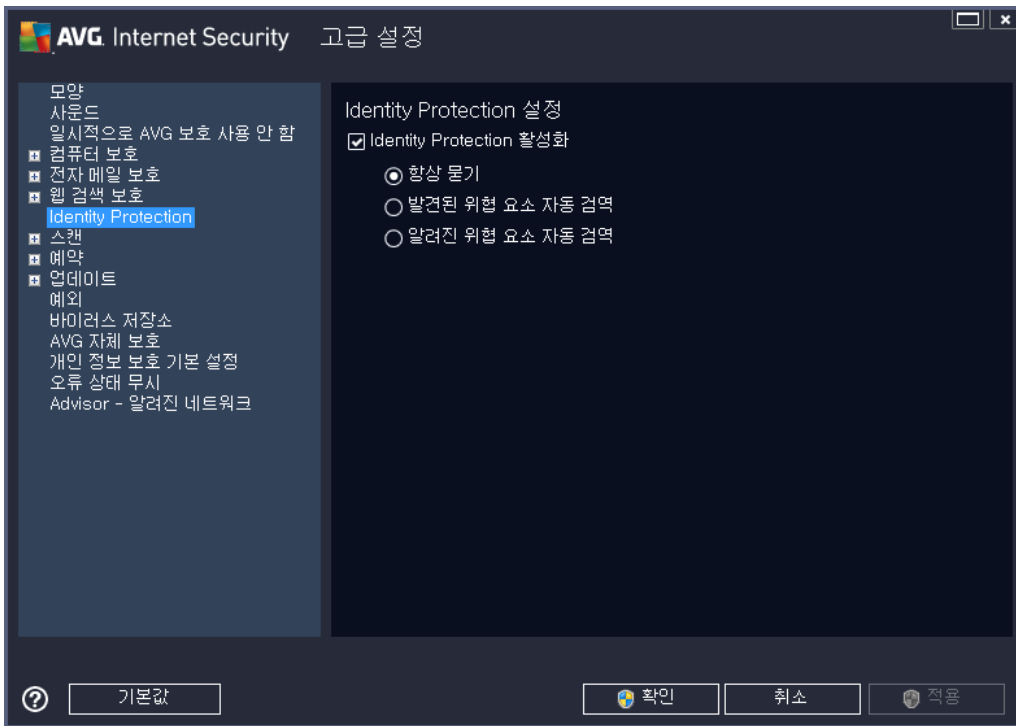 AVG. Internet Security 고급 설정
모양
사운드
일시적으로 AVG 보호 사용 안 함
컴퓨터 보호
전자 메일 보호
웹 검색 보호
Identity Protection
스캔
예약
업데이트
예외
바이러스 저장소
AVG 자체 보호
개인 정보 보호 기본 설정
오류 상태 무시
Advisor - 알려진 네트워크
Identity Protection 설정
Identity Protection 활성화
항상 묻기
발견된 위협 요소 자동 검역
알려진 위협 요소 자동 검역
기본값
확인
취소
적용